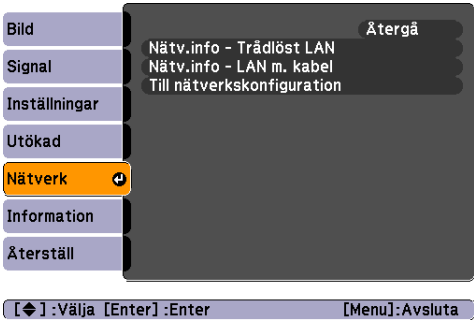 Bild
Signal
Inställningar
Utökad
Nätverk
Information
Återställ
Återgå
Nätv.info - Trådlöst LAN
Nätv.info - LAN m. kabel
Till nätverkskonfiguration
[◆] :Välja [Enter] :Enter [Menu]:Avsluta